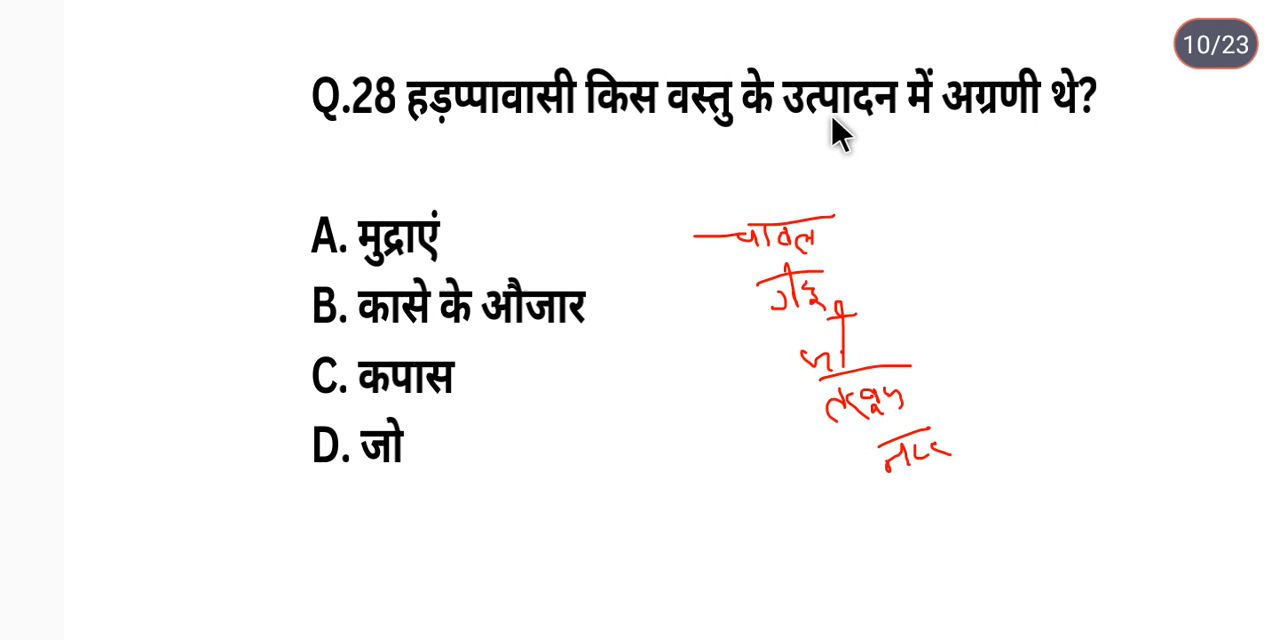 10/23
Q.28 हड़प्पावासी किस वस्तु के उत्पादन में अग्रणी थे?
A. मुद्राएं
B. कासे के औजार
C. कपास
D. जो
चावल
गेहूं
जौ